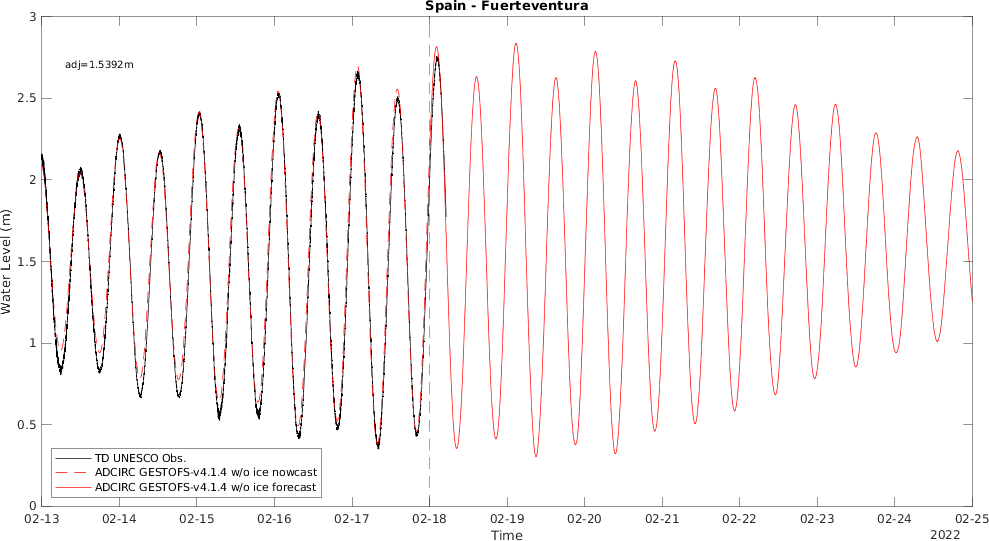 Spain - Fuerteventura
adj=1.5392m
3
2.5
2
1.5
1
0.5
0
Water Level (m)
TD UNESCO Obs.
ADCIRC GESTOFS-v4.1.4 w/o ice nowcast
ADCIRC GESTOFS-v4.1.4 w/o ice forecast
02-13 02-14 02-15 02-16 02-17 02-18 02-19 02-20 02-21 02-22 02-23 02-24 02-25
Time
2022